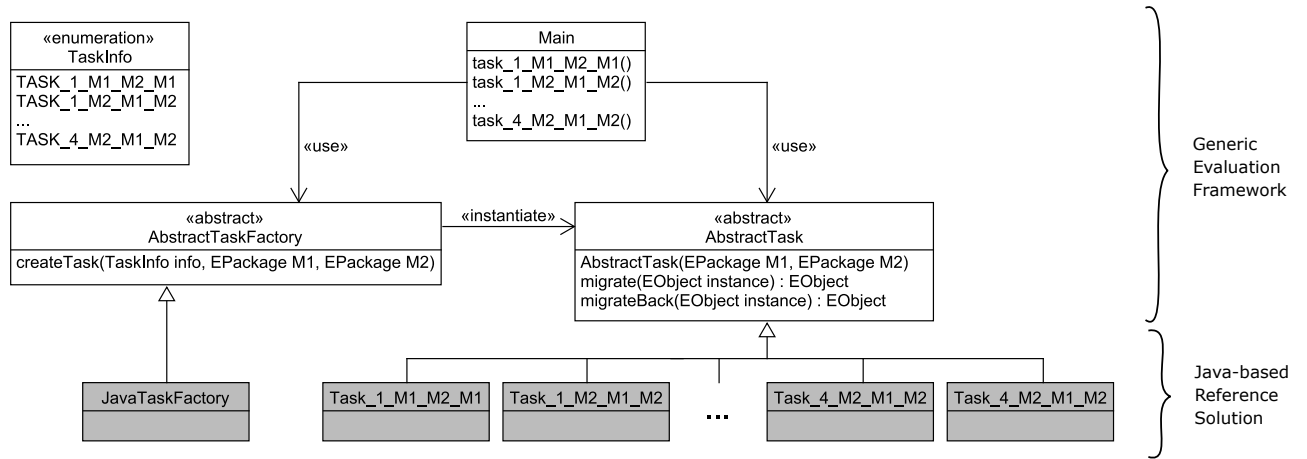 «enumeration»
TaskInfo
TASK_1_M1_M2_M1
TASK_1_M2_M1_M2
...
TASK_4_M2_M1_M2
Main
task_1_M1_M2_M1()
task_1_M2_M1_M2()
...
task_4_M2_M1_M2()
«use»
«use»
Generic
Evaluation
Framework
«abstract»
AbstractTaskFactory
createTask(TaskInfo info, EPackage M1, EPackage M2)
«instantiate»
«abstract»
AbstractTask
AbstractTask(EPackage M1, EPackage M2)
migrate(EObject instance) : EObject
migrateBack(EObject instance) : EObject
JavaTaskFactory
Task_1_M1_M2_M1
Task_1_M2_M1_M2
...
Task_4_M2_M1_M2
Task_4_M2_M1_M2
Java-based
Reference
Solution